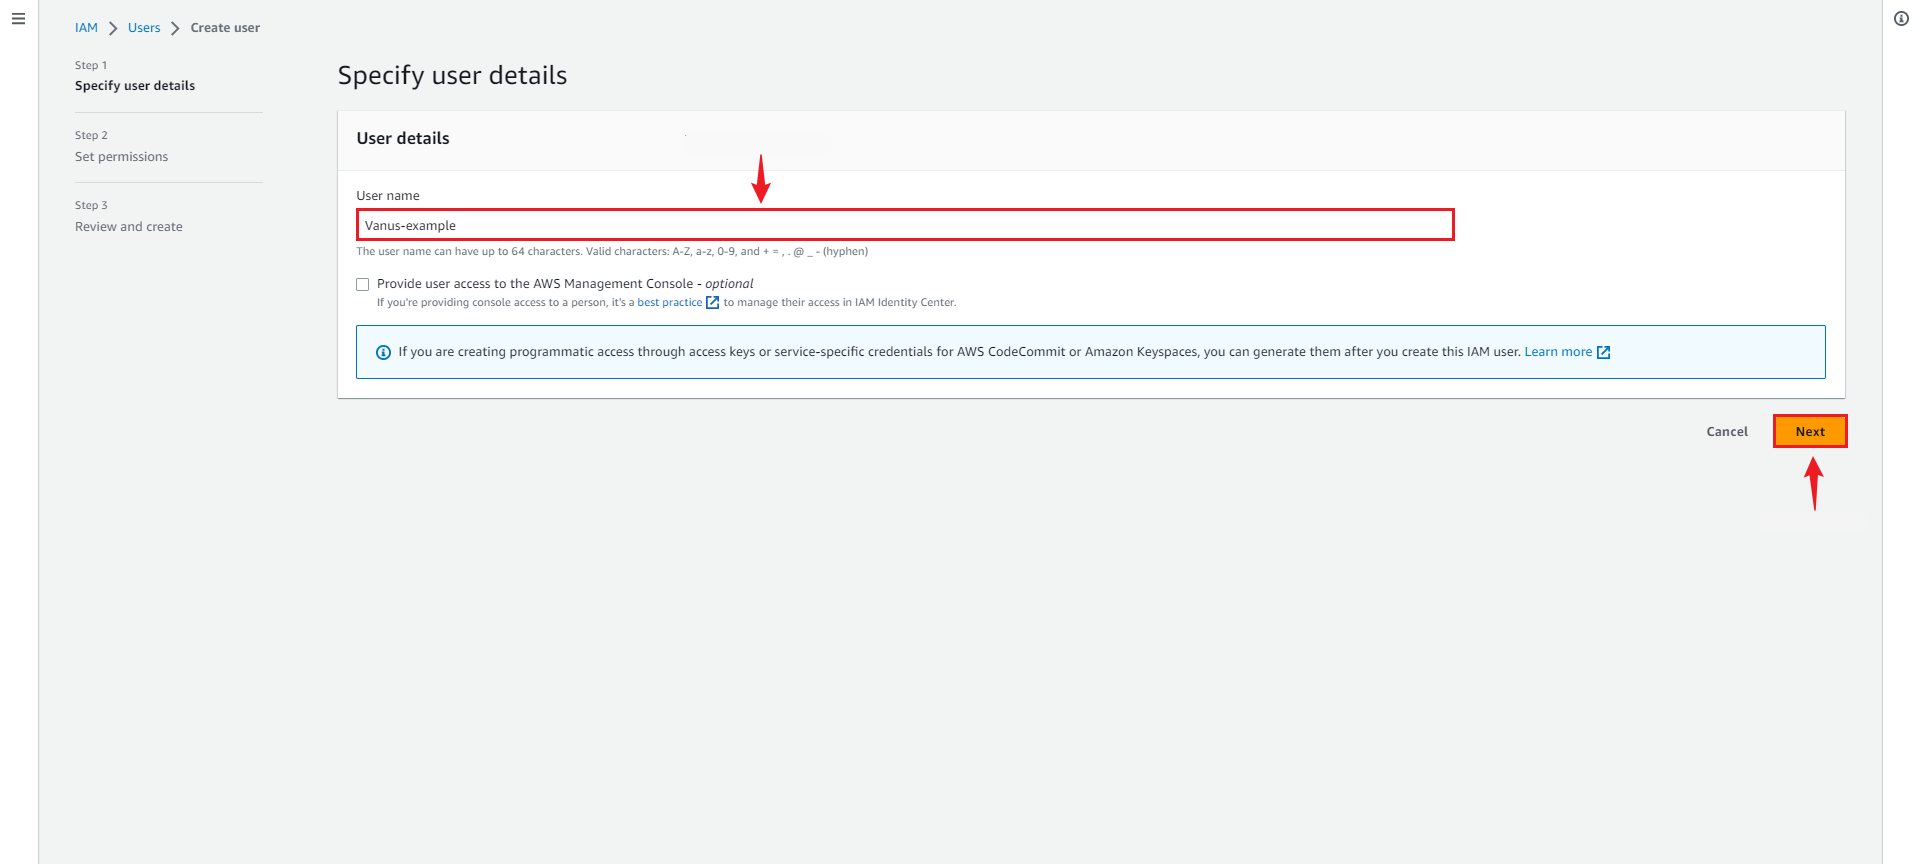 IAM Users Create user
Step 1
Specify user details
Step 2
Set permissions
Step 3
Review and create
Specify user details
User details
User name
Vanus-example
The user name can have up to 64 characters. Valid characters: A-Z, a-z, 0-9, and + = , . @ _ - (hyphen)
Provide user access to the AWS Management Console - optional
If you're providing console access to a person, it's a best practice to manage their access in IAM Identity Center.
If you are creating programmatic access through access keys or service-specific credentials for AWS CodeCommit or Amazon Keyspaces, you can generate them after you create this IAM user. Learn more
Cancel Next